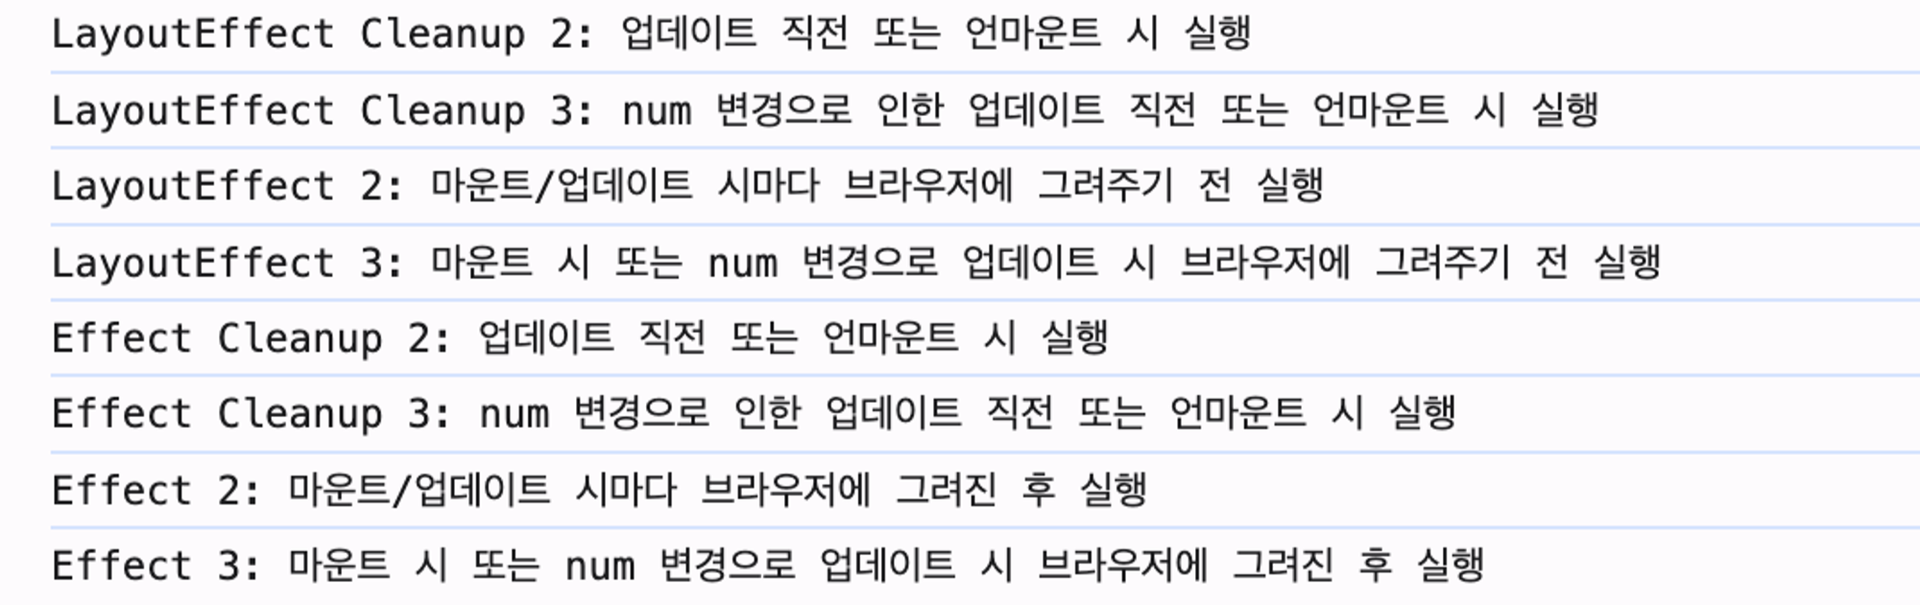 LayoutEffect Cleanup 2: 업데이트 직전 또는 언마운트 시 실행
LayoutEffect Cleanup 3: num 변경으로 인한 업데이트 직전 또는 언마운트 시 실행
LayoutEffect 2: 마운트/업데이트 시마다 브라우저에 그려주기 전 실행
LayoutEffect 3: 마운트 시 또는 num 변경으로 업데이트 시 브라우저에 그려주기 전 실행
Effect Cleanup 2: 업데이트 직전 또는 언마운트 시 실행
Effect Cleanup 3: num 변경으로 인한 업데이트 직전 또는 언마운트 시 실행
Effect 2: 마운트/업데이트 시마다 브라우저에 그려진 후 실행
Effect 3: 마운트 시 또는 num 변경으로 업데이트 시 브라우저에 그려진 후 실행